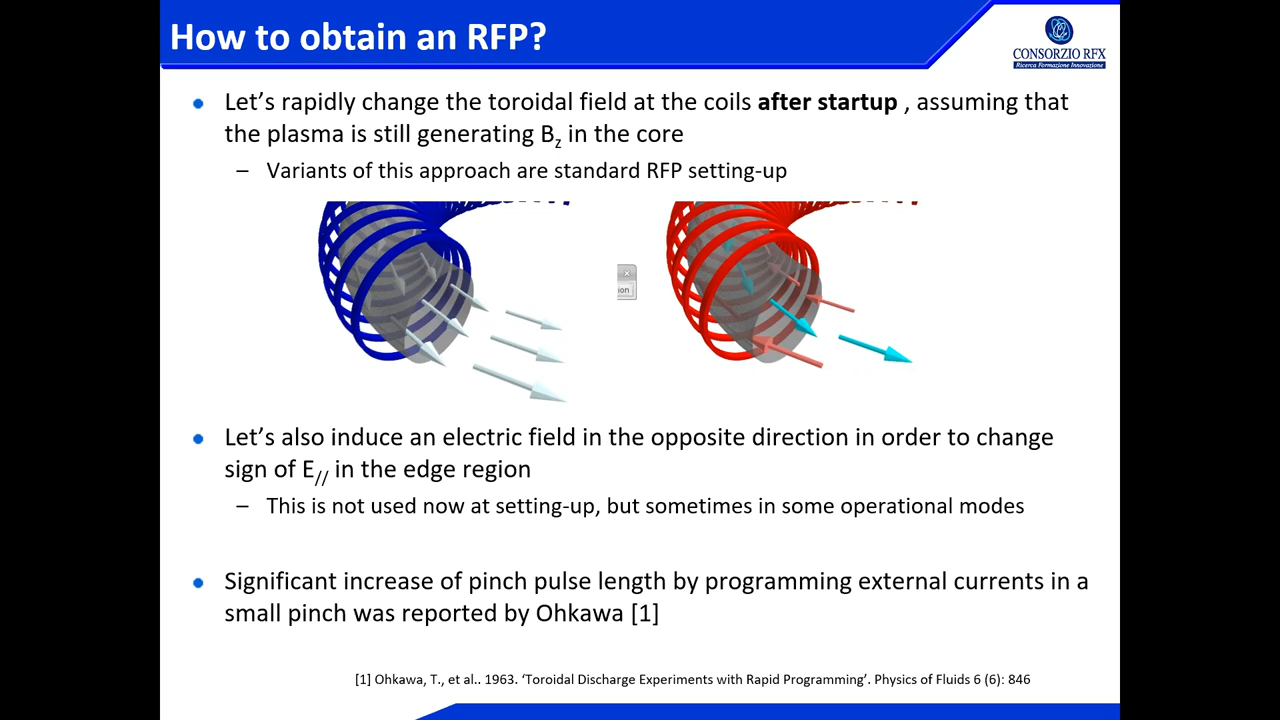 How to obtain an RFP?
CONSORZIO RFX
Ricerca Formazione Innovazione
Let's rapidly change the toroidal field at the coils after startup , assuming that
the plasma is still generating Bz in the core
– Variants of this approach are standard RFP setting-up
ion
Let's also induce an electric field in the opposite direction in order to change
sign of E// in the edge region
– This is not used now at setting-up, but sometimes in some operational modes
Significant increase of pinch pulse length by programming external currents in a
small pinch was reported by Ohkawa [1]
[1] Ohkawa, T., et al.. 1963. 'Toroidal Discharge Experiments with Rapid Programming'. Physics of Fluids 6 (6): 846